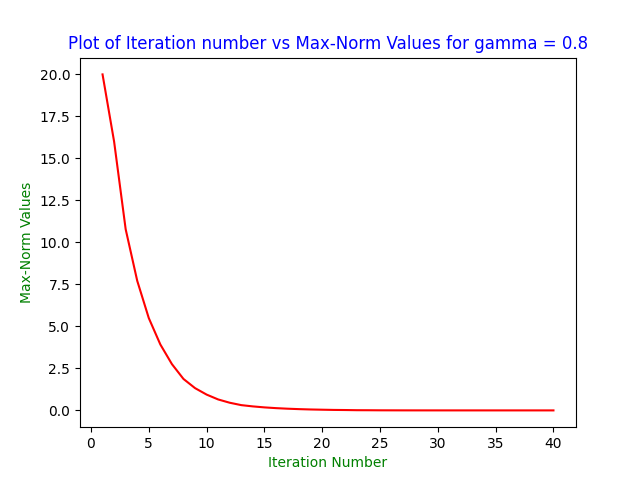 Plot of Iteration number vs Max-Norm Values for gamma = 0.8
20.0
17.5
15.0
12.5
10.0
7.5
5.0
2.5
0.0
Max-Norm Values
0 5 10 15 20 25 30 35 40
Iteration Number